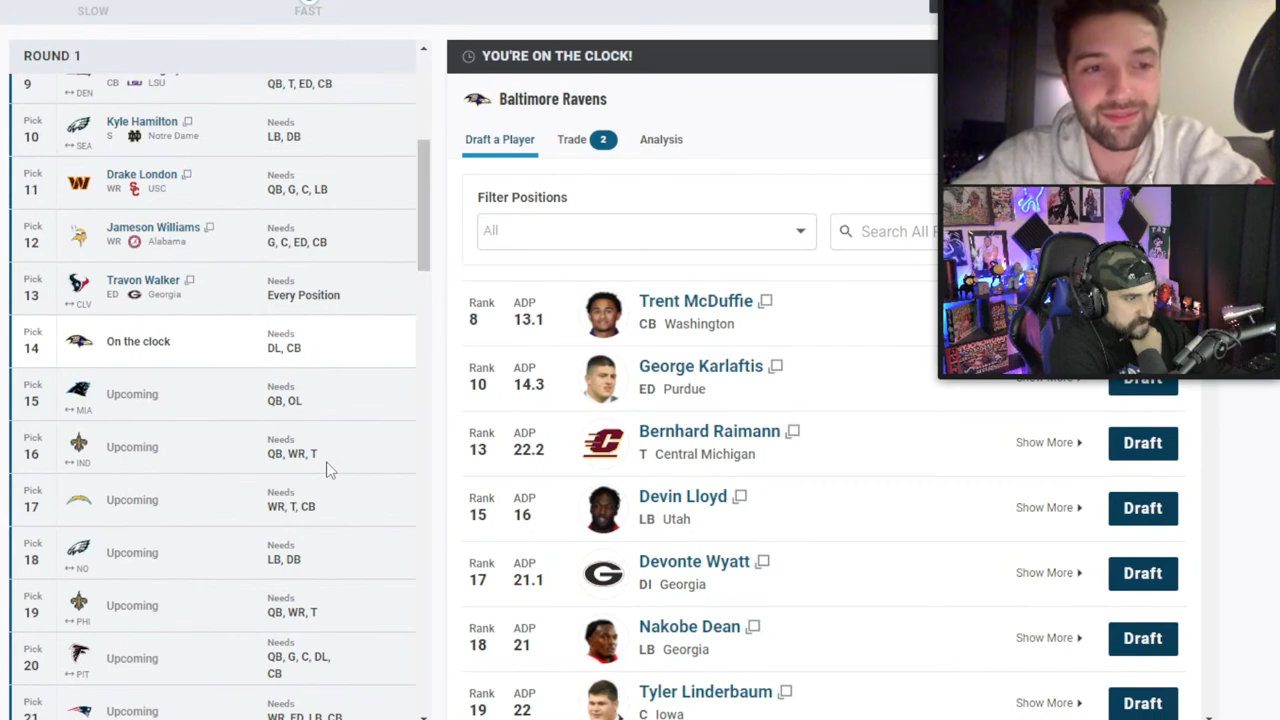 SLOW
FAST
ROUND 1
9
CB LSU LSU
QB, T, ED, CB
↔ DEN
Pick
10
Kyle Hamilton
S Notre Dame
Needs
LB, DB
↔ SEA
Pick
11
Drake London
WR USC
Needs
QB, G, C, LB
Pick
12
Jameson Williams
WR Alabama
Needs
G, C, ED, CB
Pick
13
Travon Walker
ED Georgia
Needs
Every Position
↔ CLV
Pick
14
On the clock
Needs
DL, CB
Pick
15
Upcoming
Needs
QB, OL
↔ MIA
Pick
16
Upcoming
Needs
QB, WR, T
↔ IND
Pick
17
Upcoming
Needs
WR, T, CB
Pick
18
Upcoming
Needs
LB, DB
↔ NO
Pick
19
Upcoming
Needs
QB, WR, T
↔ PHI
Pick
20
Upcoming
Needs
QB, G, C, DL,
CB
↔ PIT
Pick
21
Upcoming
Needs
WR, ED, LB, CB
YOU'RE ON THE CLOCK!
Baltimore Ravens
Draft a Player Trade 2 Analysis
Filter Positions
All
Search All
Rank
8
ADP
13.1
Trent McDuffie
CB Washington
Rank
10
ADP
14.3
George Karlaftis
ED Purdue
Show More
Draft
Rank
13
ADP
22.2
Bernhard Raimann
T Central Michigan
Show More
Draft
Rank
15
ADP
16
Devin Lloyd
LB Utah
Show More
Draft
Rank
17
ADP
21.1
Devonte Wyatt
DI Georgia
Show More
Draft
Rank
18
ADP
21
Nakobe Dean
LB Georgia
Show More
Draft
Rank
19
ADP
22
Tyler Linderbaum
C Iowa
Show More
Draft